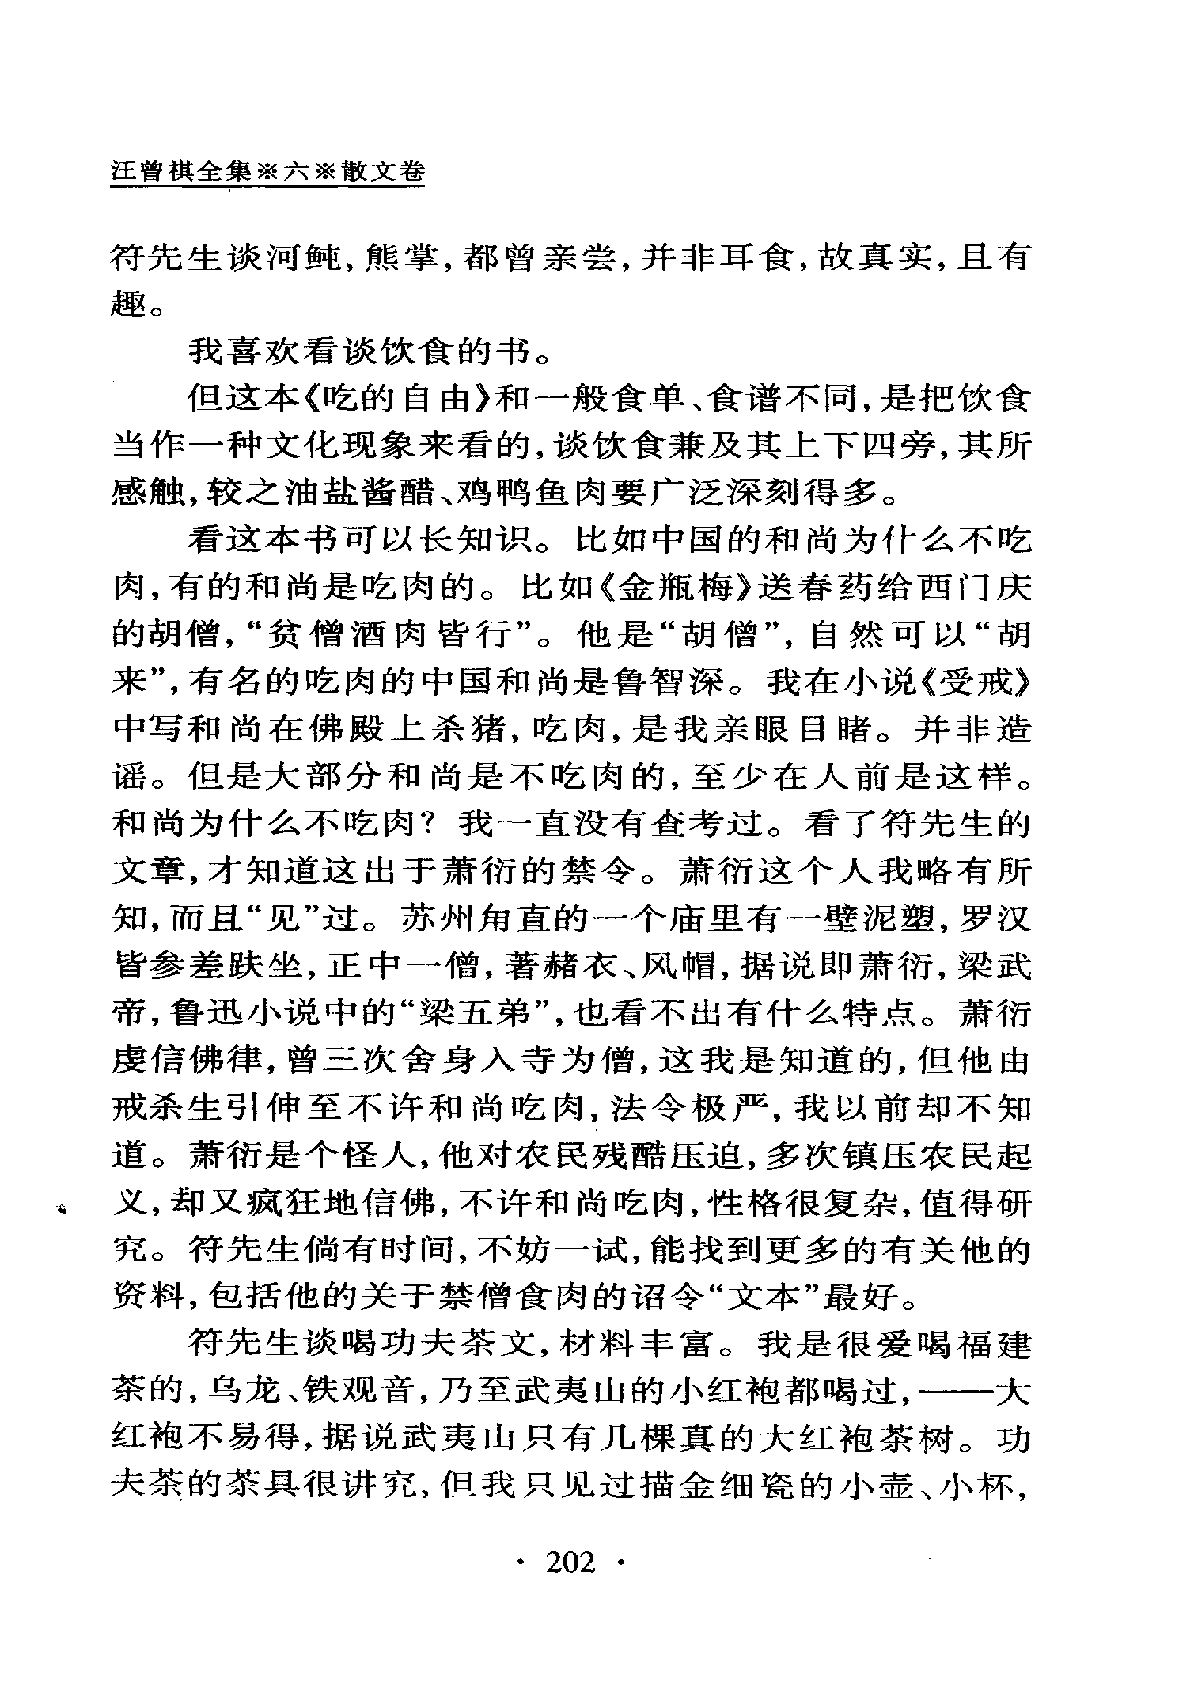 汪曾祺全集※六※散文卷
符先生谈河鲀,熊掌,都曾亲尝,并非耳食,故真实,且有
趣。
我喜欢看谈饮食的书。
但这本《吃的自由》和一般食单、食谱不同,是把饮食
当作一种文化现象来看的,谈饮食兼及其上下四旁,其所
感触,较之油盐酱醋、鸡鸭鱼肉要广泛深刻得多。
看这本书可以长知识。比如中国的和尚为什么不吃
肉,有的和尚是吃肉的。比如《金瓶梅》送春药给西门庆
的胡僧,“贫僧酒肉皆行”。他是“胡僧”,自然可以“胡
来”,有名的吃肉的中国和尚是鲁智深。我在小说《受戒》
中写和尚在佛殿上杀猪,吃肉,是我亲眼目睹。并非造
谣。但是大部分和尚是不吃肉的,至少在人前是这样。
和尚为什么不吃肉?我一直没有查考过。看了符先生的
文章,才知道这出于萧衍的禁令。萧衍这个人我略有所
知,而且“见”过。苏州甪直的一个庙里有一壁泥塑,罗汉
皆参差趺坐,正中一僧,著赭衣、风帽,据说即萧衍,梁武
帝,鲁迅小说中的“梁五弟”,也看不出有什么特点。萧衍
虔信佛律,曾三次舍身入寺为僧,这我是知道的,但他由
戒杀生引伸至不许和尚吃肉,法令极严,我以前却不知
道。萧衍是个怪人,他对农民残酷压迫,多次镇压农民起
义,却又疯狂地信佛,不许和尚吃肉,性格很复杂,值得研
究。符先生倘有时间,不妨一试,能找到更多的有关他的
资料,包括他的关于禁僧食肉的诏令“文本”最好。
符先生谈喝功夫茶文,材料丰富。我是很爱喝福建
茶的,乌龙、铁观音,乃至武夷山的小红袍都喝过,——大
红袍不易得,据说武夷山只有几棵真的大红袍茶树。功
夫茶的茶具很讲究,但我只见过描金细瓷的小壶、小杯,
· 202 ·